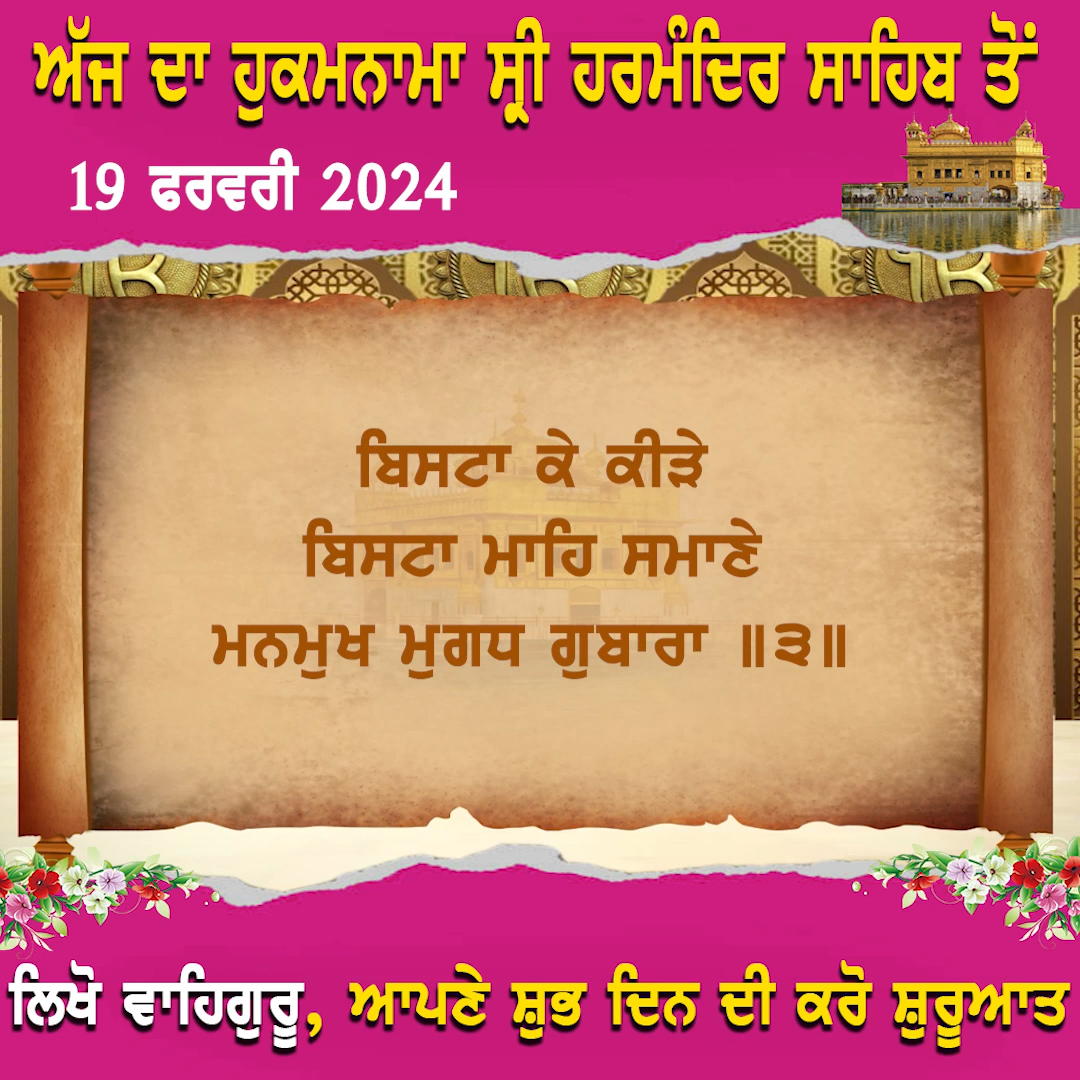 ਅੱਜ ਦਾ ਹੁਕਮਨਾਮਾ ਸ੍ਰੀ ਹਰਮੰਦਿਰ ਸਾਹਿਬ ਤੋਂ
19 ਫਰਵਰੀ 2024
ਬਿਸਟਾ ਕੇ ਕੀੜੇ
ਬਿਸਟਾ ਮਾਹਿ ਸਮਾਣੇ
ਮਨਮੁਖ ਮੁਗਧ ਗੁਬਾਰਾ ॥੩॥
ਲਿਖੋ ਵਾਹਿਗੁਰੂ, ਆਪਣੇ ਸ਼ੁਭ ਦਿਨ ਦੀ ਕਰੋ ਸ਼ੁਰੂਆਤ